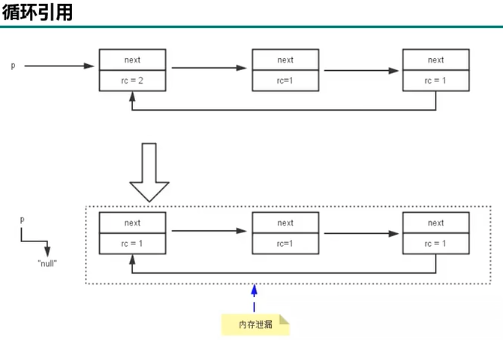 循环引用
p
next
next
next
rc = 2
rc=1
rc = 1
p
next
next
next
rc = 1
rc=1
rc = 1
"null"
内存泄漏